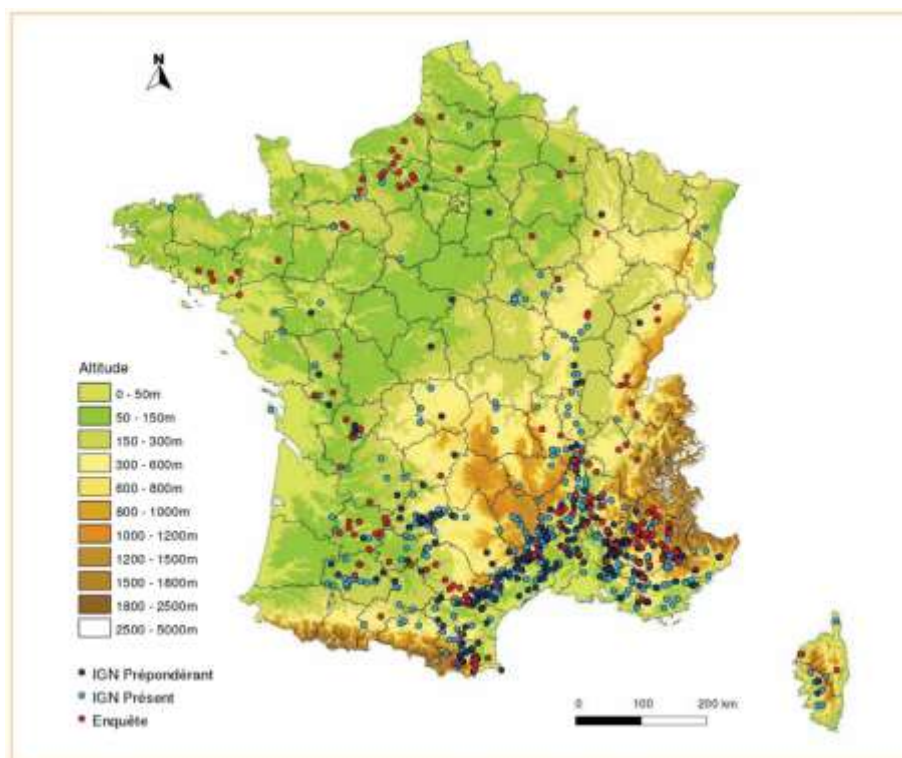 N
Altitude
0 - 50m
50 - 150m
150 - 300m
300 - 600m
600 - 800m
800 - 1000m
1000 - 1200m
1200 - 1500m
1500 - 1800m
1800 - 2500m
2500 - 5000m
IGN Prépondérant
IGN Présent
Enquête
0 100 200 km